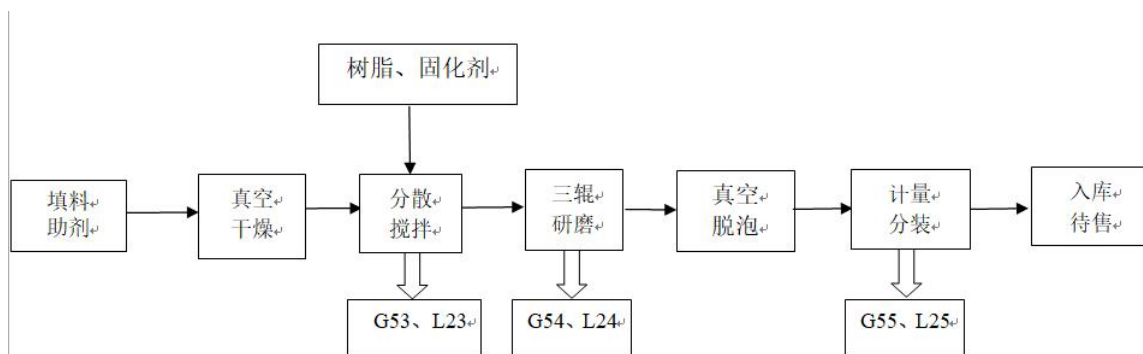 树脂、固化剂
填料
助剂
真空
干燥
分散
搅拌
三辊
研磨
真空
脱泡
计量
分装
入库
待售
G53、L23
G54、L24
G55、L25